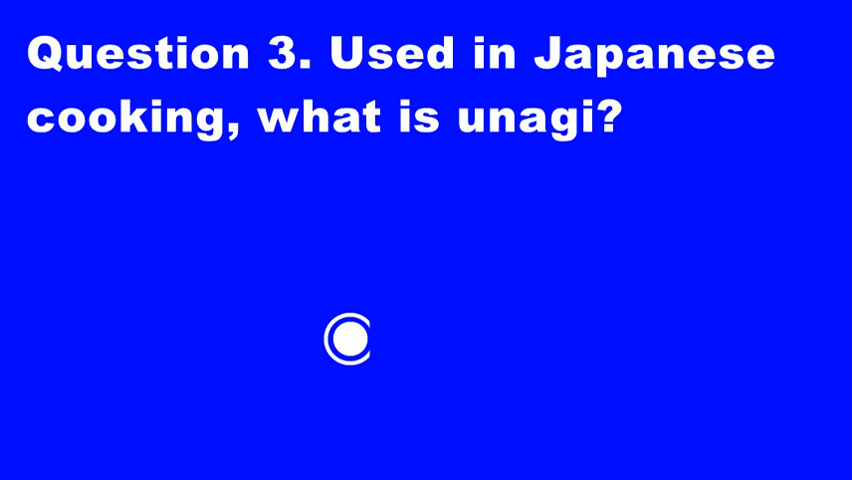 Question 3. Used in Japanese
cooking, what is unagi?